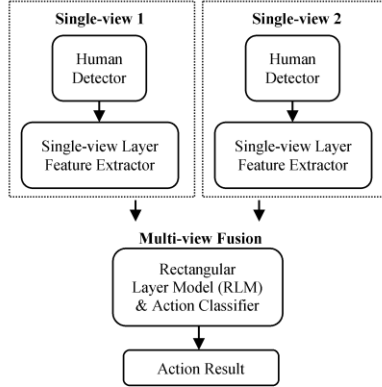 Single-view 1
Human
Detector
Single-view Layer
Feature Extractor
Single-view 2
Human
Detector
Single-view Layer
Feature Extractor
Multi-view Fusion
Rectangular
Layer Model (RLM)
& Action Classifier
Action Result